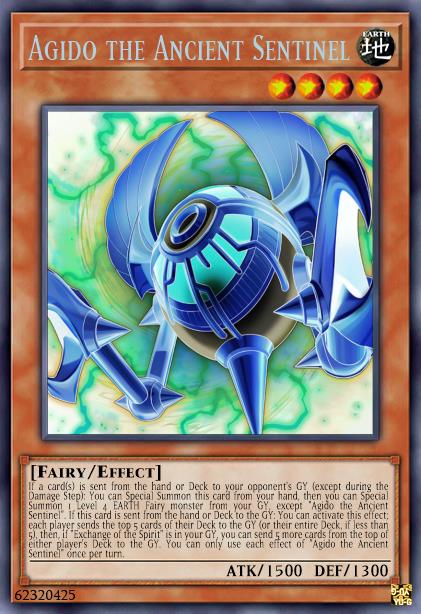 Agido the Ancient Sentinel
EARTH
地
[Fairy/Effect]
If a card(s) is sent from the hand or Deck to your opponent's GY (except during the
Damage Step): You can Special Summon this card from your hand, then you can Special
Summon 1 Level 4 EARTH Fairy monster from your GY, except "Agido the Ancient
Sentinel". If this card is sent from the hand or Deck to the GY: You can activate this effect;
each player sends the top 5 cards of their Deck to the GY (or their entire Deck, if less
than 5), then, if "Exchange of the Spirit" is in your GY, you can send 5 more cards from the top of
either player's Deck to the GY. You can only use each effect of "Agido the Ancient
Sentinel" once per turn.
ATK/1500 DEF/1300
62320425